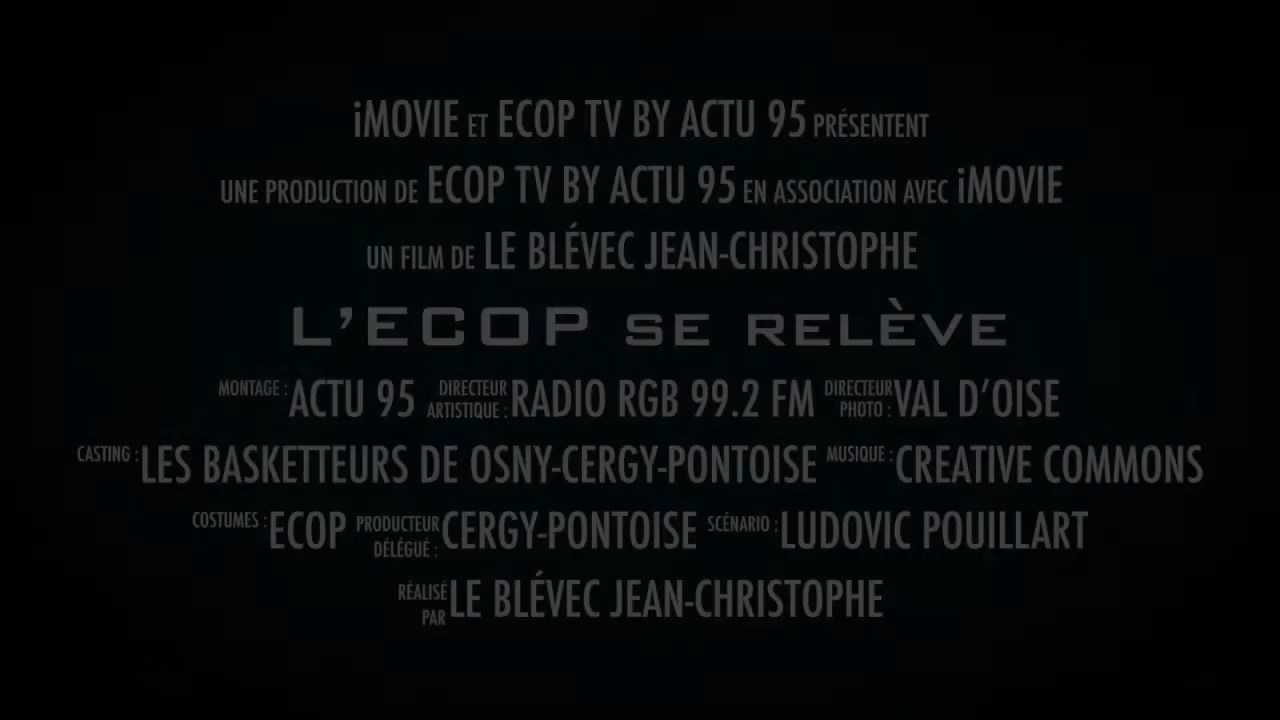 iMOVIE ET ECOP TV BY ACTU 95 PRÉSENTENT
UNE PRODUCTION DE ECOP TV BY ACTU 95 EN ASSOCIATION AVEC iMOVIE
UN FILM DE LE BLÉVEC JEAN-CHRISTOPHE
L'ECOP SE RELÈVE
MONTAGE : ACTU 95 DIRECTEUR ARTISTIQUE : RADIO RGB 99.2 FM DIRECTEUR PHOTO : VAL D'OISE
CASTING : LES BASKETTEURS DE OSNY-CERGY-PONTOISE MUSIQUE : CREATIVE COMMONS
COSTUMES : ECOP PRODUCTEUR DÉLÉGUÉ : CERGY-PONTOISE SCÉNARIO : LUDOVIC POUILLART
RÉALISÉ PAR LE BLÉVEC JEAN-CHRISTOPHE